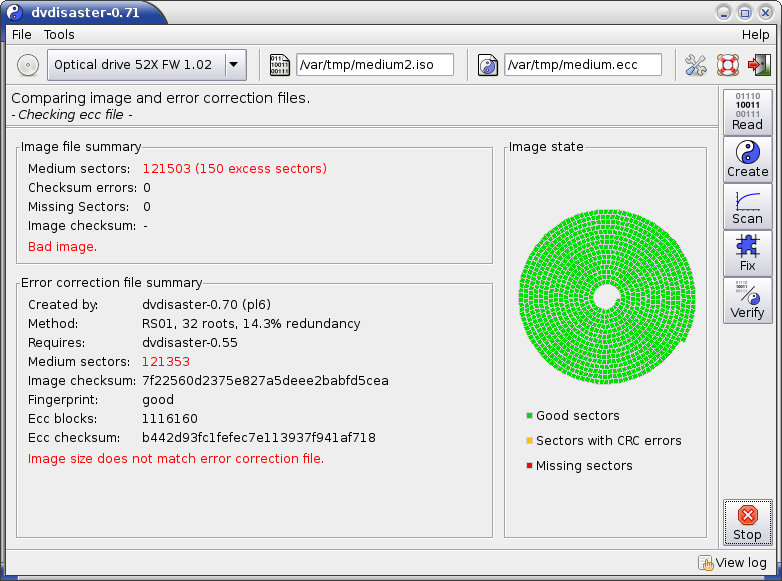 dvdisaster-0.71
File Tools Help
Optical drive 52X FW 1.02 /var/tmp/medium2.iso /var/tmp/medium.ecc
Comparing image and error correction files.
- Checking ecc file -
Image file summary
Medium sectors: 121503 (150 excess sectors)
Checksum errors: 0
Missing Sectors: 0
Image checksum: -
Bad image.
Error correction file summary
Created by: dvdisaster-0.70 (pl6)
Method: RS01, 32 roots, 14.3% redundancy
Requires: dvdisaster-0.55
Medium sectors: 121353
Image checksum: 7f22560d2375e827a5deee2babfd5cea
Fingerprint: good
Ecc blocks: 1116160
Ecc checksum: b442d93fc1fefec7e113937f941af718
Image size does not match error correction file.
Image state
Good sectors
Sectors with CRC errors
Missing sectors
01110
10011
00111
Read
Create
Scan
Fix
Verify
Stop
View log